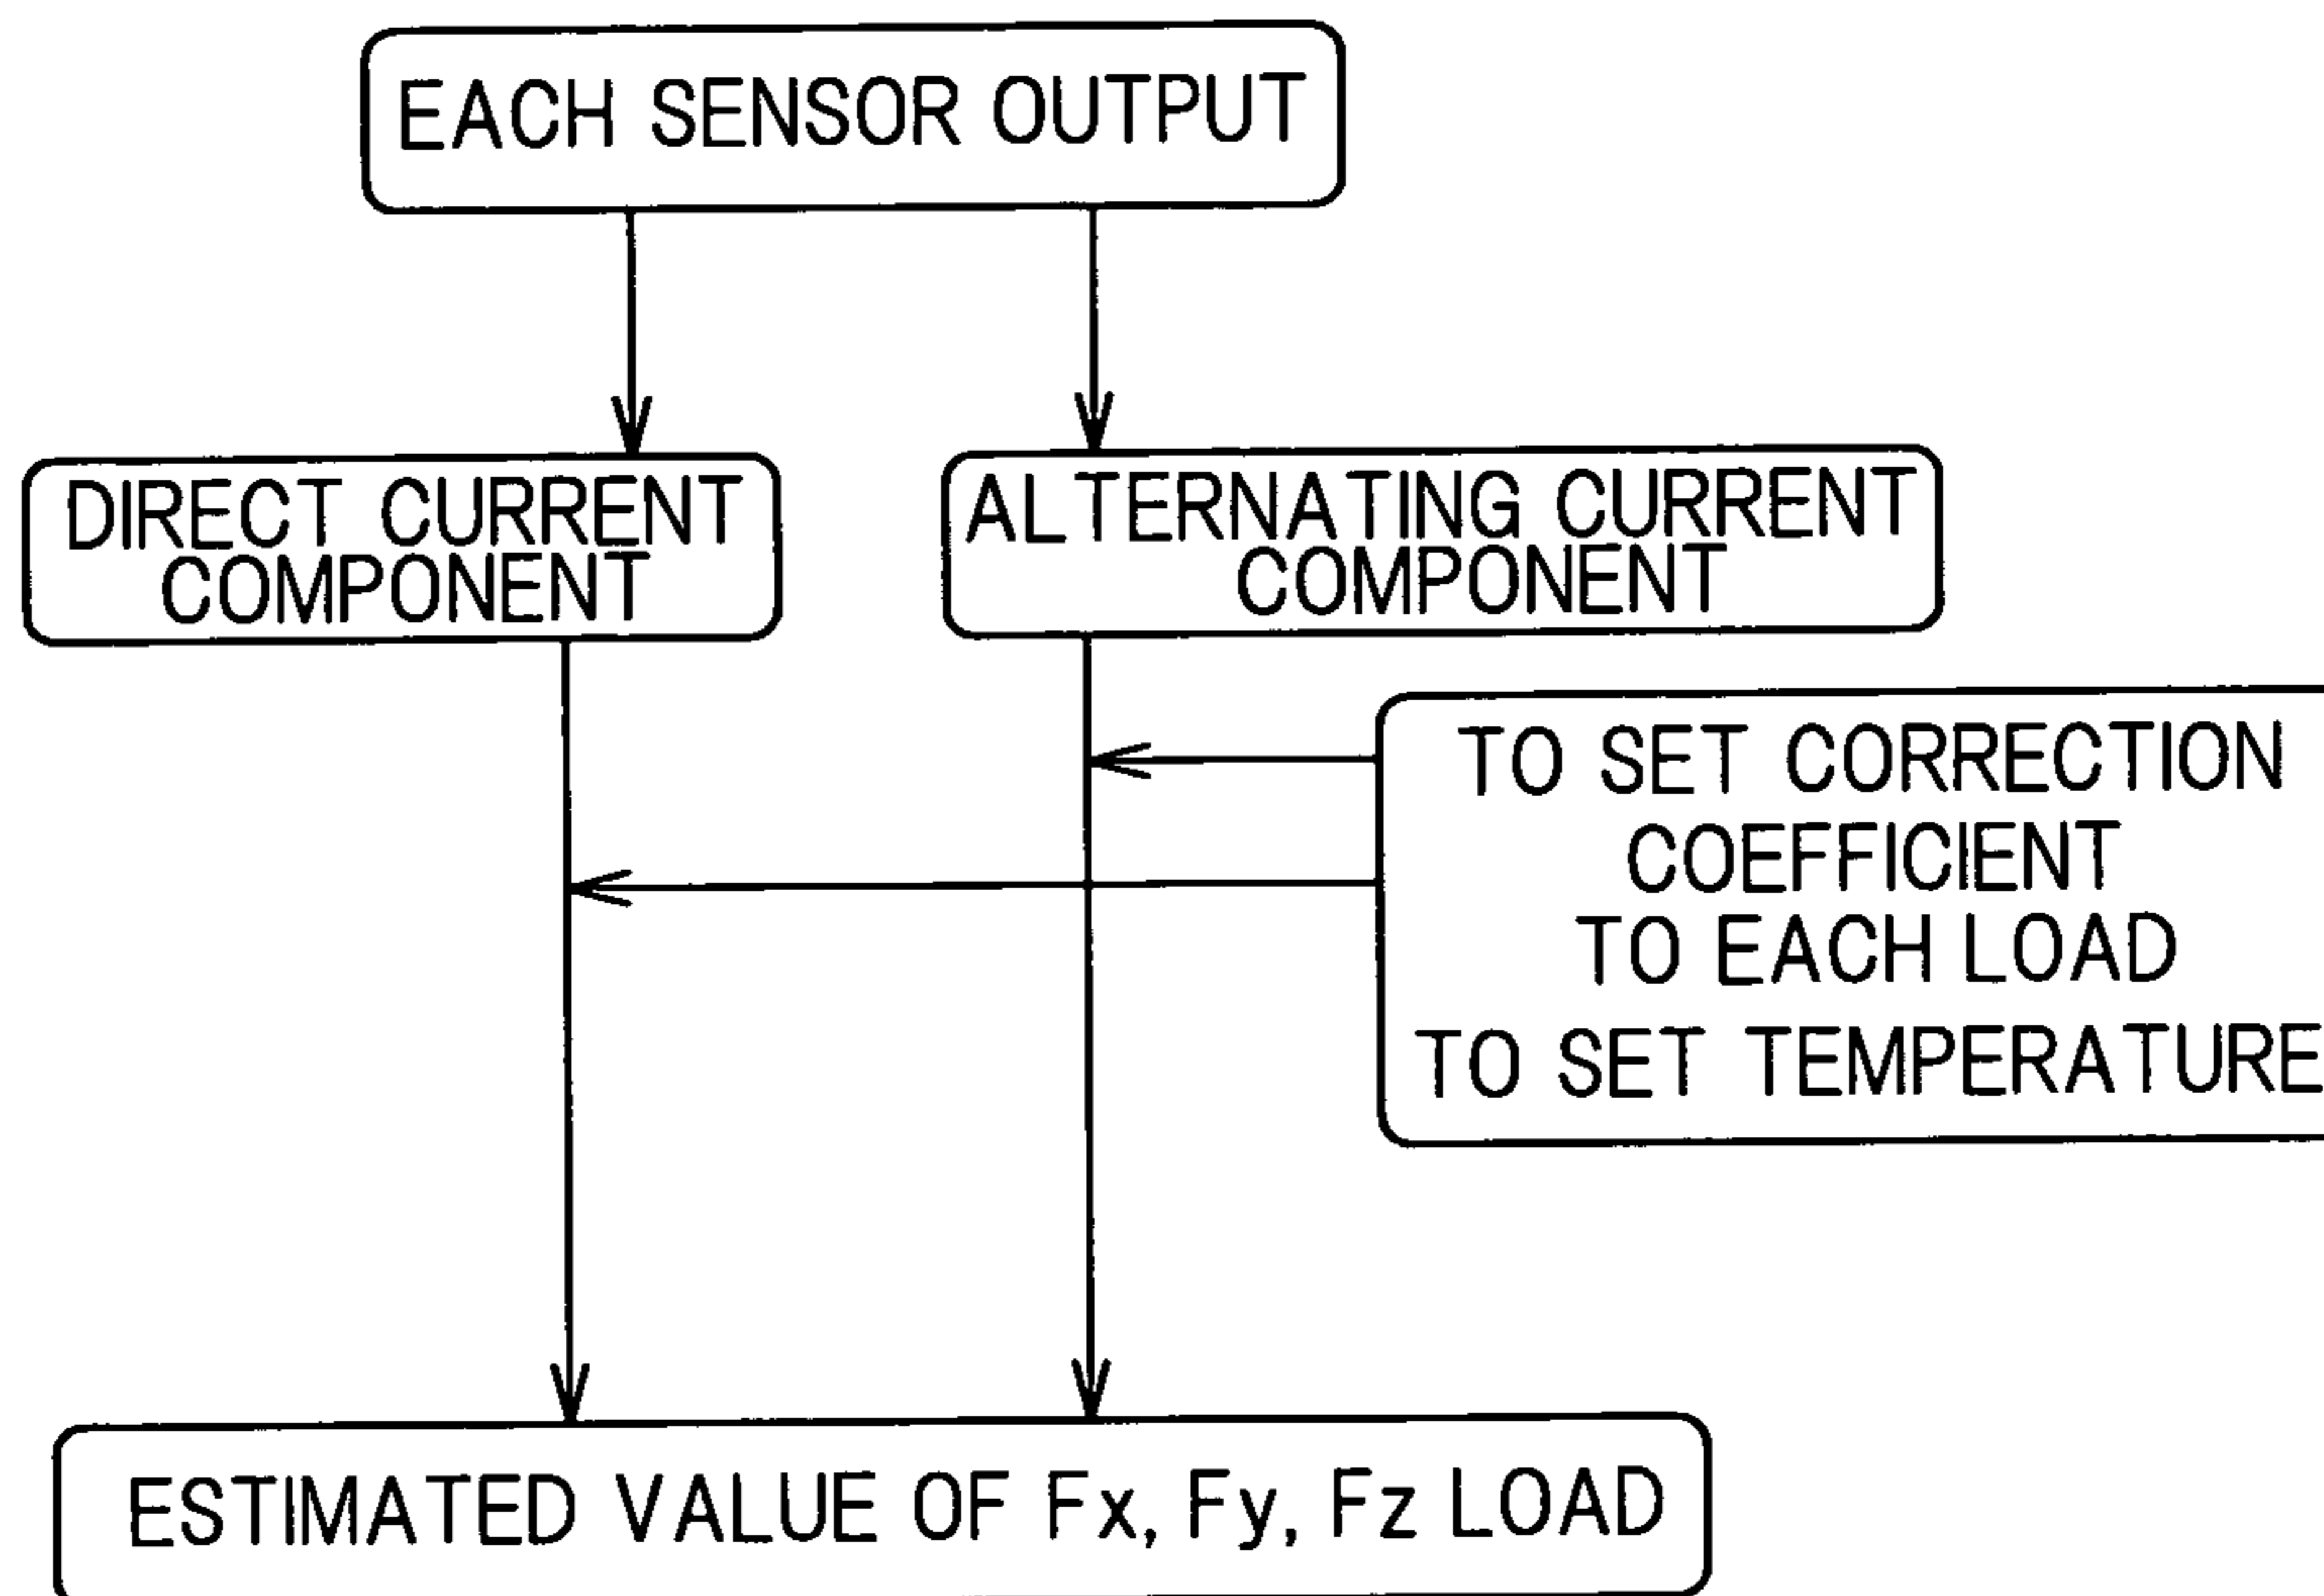 EACH SENSOR OUTPUT
DIRECT CURRENT
COMPONENT
ALTERNATING CURRENT
COMPONENT
TO SET CORRECTION
COEFFICIENT
TO EACH LOAD
TO SET TEMPERATURE
ESTIMATED VALUE OF Fx, Fy, Fz LOAD